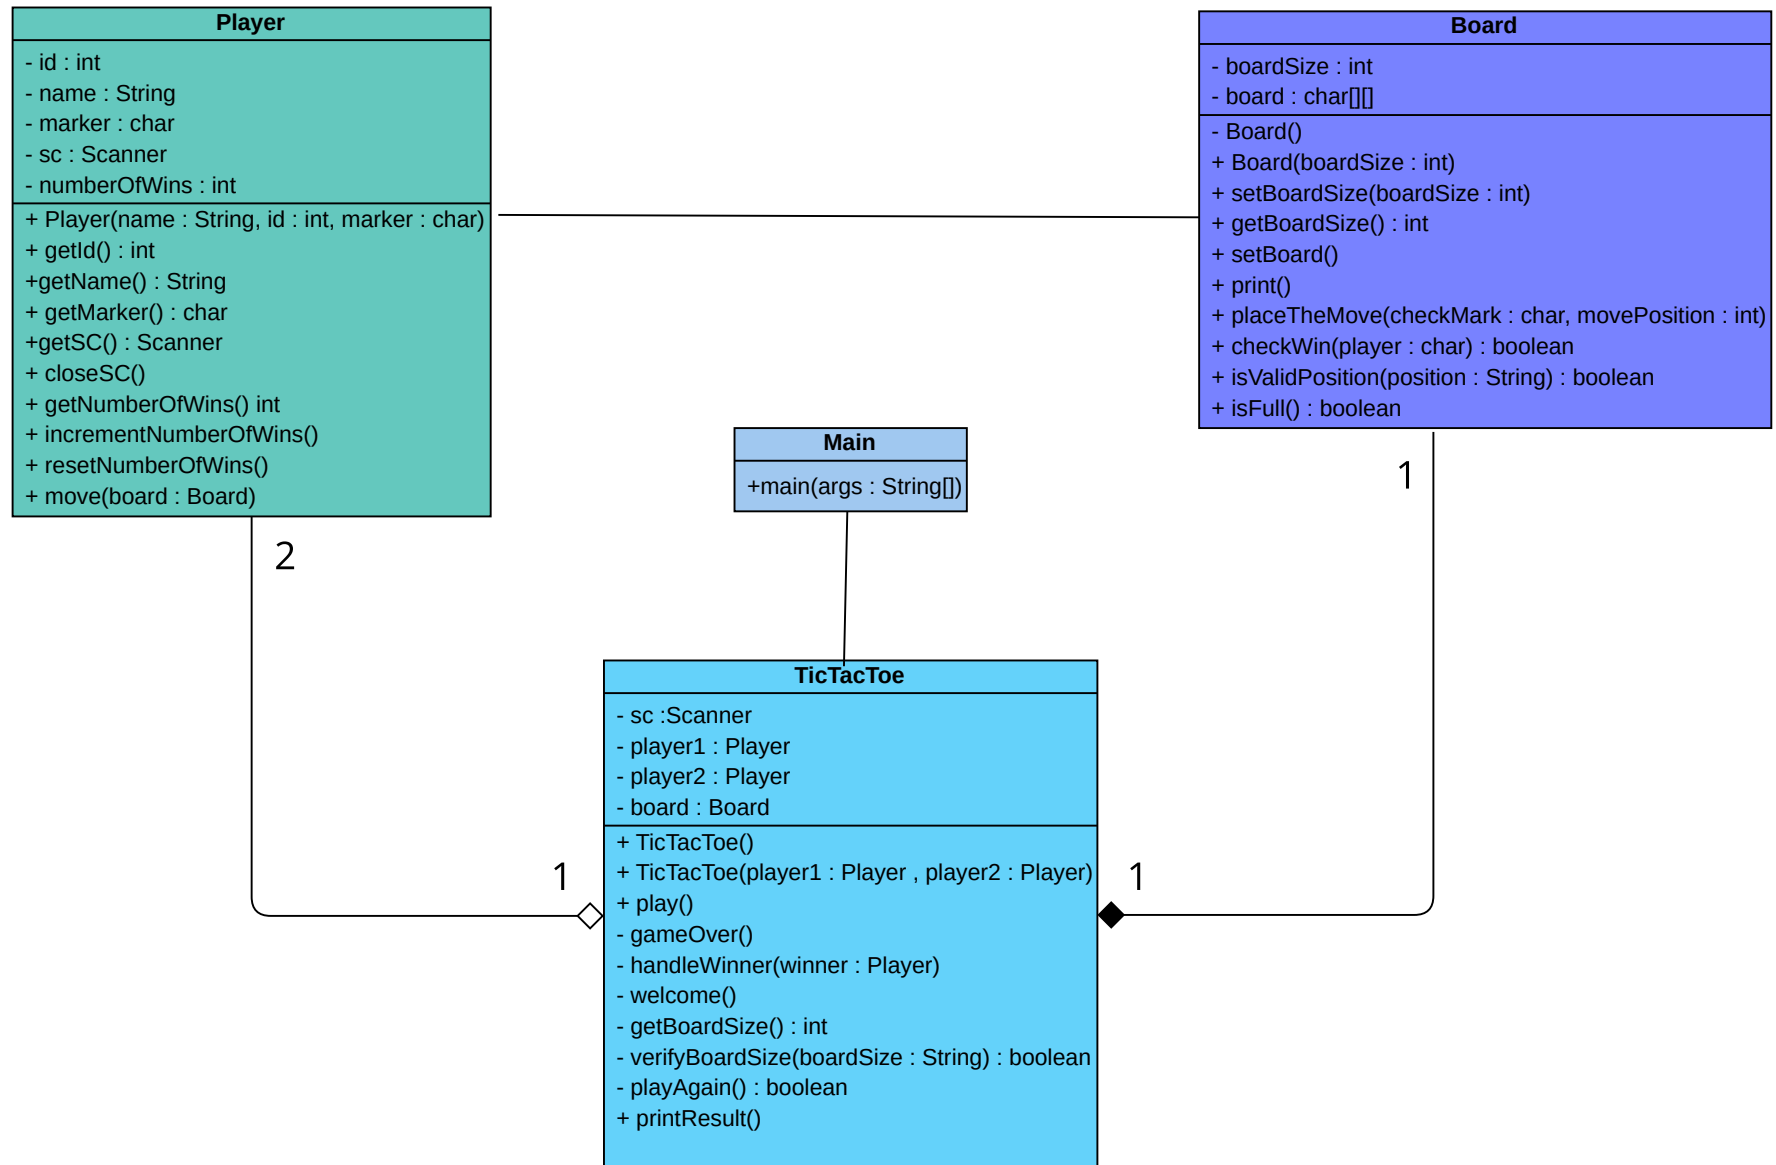 Player
- id : int
- name : String
- marker : char
- sc : Scanner
- numberOfWins : int
+ Player(name : String, id : int, marker : char)
+ getId() : int
+getName() : String
+ getMarker() : char
+getSC() : Scanner
+ closeSC()
+ getNumberOfWins() int
+ incrementNumberOfWins()
+ resetNumberOfWins()
+ move(board : Board)
2
Board
- boardSize : int
- board : char[][]
- Board()
+ Board(boardSize : int)
+ setBoardSize(boardSize : int)
+ getBoardSize() : int
+ setBoard()
+ print()
+ placeTheMove(checkMark : char, movePosition : int)
+ checkWin(player : char) : boolean
+ isValidPosition(position : String) : boolean
+ isFull() : boolean
1
Main
+main(args : String[])
TicTacToe
- sc :Scanner
- player1 : Player
- player2 : Player
- board : Board
+ TicTacToe()
+ TicTacToe(player1 : Player , player2 : Player)
+ play()
- gameOver()
- handleWinner(winner : Player)
- welcome()
- getBoardSize() : int
- verifyBoardSize(boardSize : String) : boolean
- playAgain() : boolean
+ printResult()
1
1